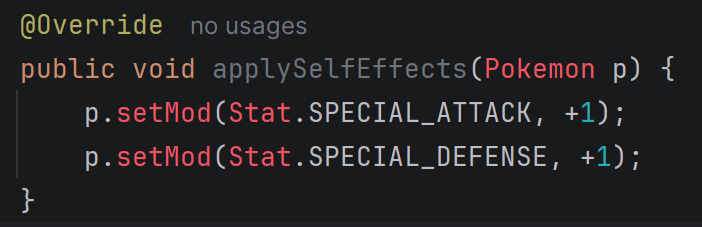 @Override no usages
public void applySelfEffects(Pokemon p) {
    p.setMod(Stat.SPECIAL_ATTACK, +1);
    p.setMod(Stat.SPECIAL_DEFENSE, +1);
}